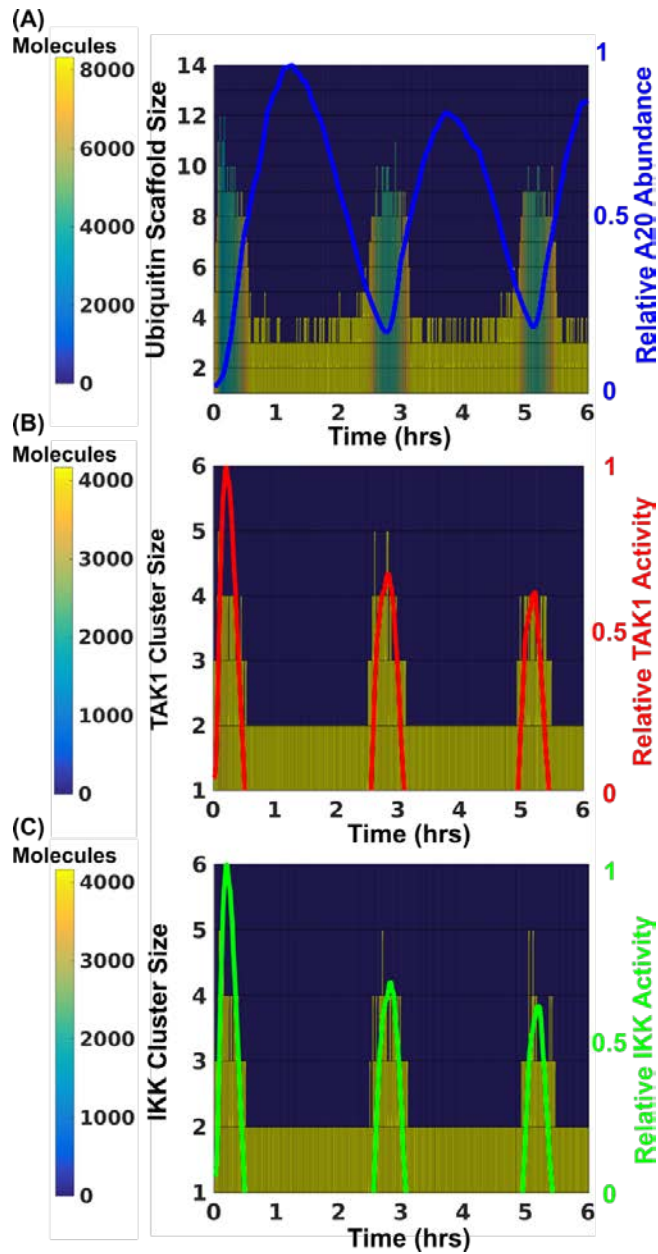 (A)
Molecules
8000
6000
4000
2000
0
Ubiquitin Scaffold Size
14
12
10
8
6
4
2
0 1 2 3 4 5 6
Time (hrs)
1
0.5
0
Relative A20 Abundance
(B)
Molecules
4000
3000
2000
1000
0
TAK1 Cluster Size
6
5
4
3
2
1
0 1 2 3 4 5 6
Time (hrs)
1
0.5
0
Relative TAK1 Activity
(C)
Molecules
4000
3000
2000
1000
0
IKK Cluster Size
6
5
4
3
2
1
0 1 2 3 4 5 6
Time (hrs)
1
0.5
0
Relative IKK Activity